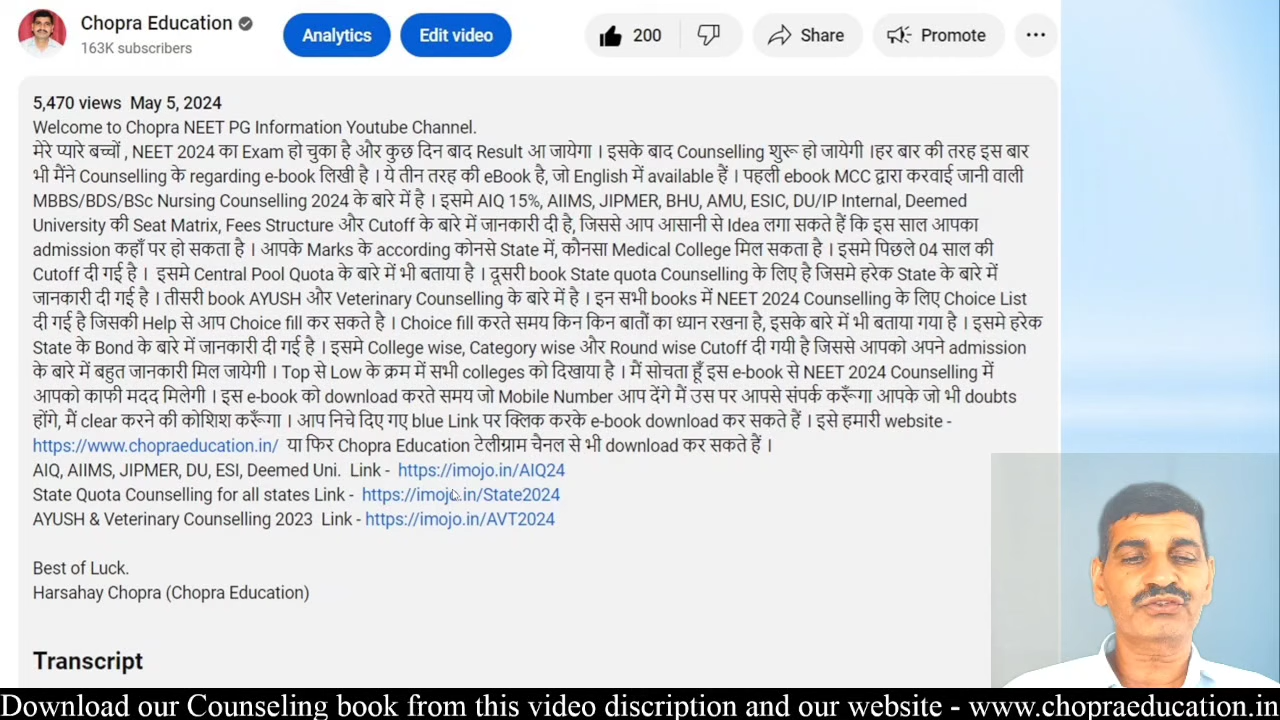 Chopra Education
163K subscribers
Analytics
Edit video
200
Share
Promote
5,470 views May 5, 2024
Welcome to Chopra NEET PG Information Youtube Channel.
मेरे प्यारे बच्चों , NEET 2024 का Exam हो चुका है और कुछ दिन बाद Result आ जायेगा । इसके बाद Counselling शुरू हो जायेगी ।हर बार की तरह इस बार
भी मैंने Counselling के regarding e-book लिखी है । ये तीन तरह की eBook है, जो English में available हैं । पहली ebook MCC द्वारा करवाई जानी वाली
MBBS/BDS/BSc Nursing Counselling 2024 के बारे में है । इसमे AIQ 15%, AIIMS, JIPMER, BHU, AMU, ESIC, DU/IP Internal, Deemed
University की Seat Matrix, Fees Structure और Cutoff के बारे में जानकारी दी है, जिससे आप आसानी से Idea लगा सकते हैं कि इस साल आपका
admission कहाँ पर हो सकता है । आपके Marks के according कोनसे State में, कौनसा Medical College मिल सकता है । इसमे पिछले 04 साल की
Cutoff दी गई है । इसमे Central Pool Quota के बारे में भी बताया है । दूसरी book State quota Counselling के लिए है जिसमे हरेक State के बारे में
जानकारी दी गई है । तीसरी book AYUSH और Veterinary Counselling के बारे में है । इन सभी books में NEET 2024 Counselling के लिए Choice List
दी गई है जिसकी Help से आप Choice fill कर सकते है । Choice fill करते समय किन किन बातों का ध्यान रखना है, इसके बारे में भी बताया गया है । इसमे हरेक
State के Bond के बारे में जानकारी दी गई है । इसमे College wise, Category wise और Round wise Cutoff दी गयी है जिससे आपको अपने admission
के बारे में बहुत जानकारी मिल जायेगी । Top से Low के क्रम में सभी colleges को दिखाया है । मैं सोचता हूँ इस e-book से NEET 2024 Counselling में
आपको काफी मदद मिलेगी । इस e-book को download करते समय जो Mobile Number आप देंगे मैं उस पर आपसे संपर्क करूँगा आपके जो भी doubts
होंगे, मैं clear करने की कोशिश करूँगा । आप निचे दिए गए blue Link पर क्लिक करके e-book download कर सकते हैं । इसे हमारी website -
https://www.chopraeducation.in/ या फिर Chopra Education टेलीग्राम चैनल से भी download कर सकते हैं ।
AIQ, AIIMS, JIPMER, DU, ESI, Deemed Uni. Link - https://imojo.in/AIQ24
State Quota Counselling for all states Link - https://imojo.in/State2024
AYUSH & Veterinary Counselling 2023 Link - https://imojo.in/AVT2024
Best of Luck.
Harsahay Chopra (Chopra Education)
Transcript
Download our Counseling book from this video discription and our website - www.chopraeducation.in